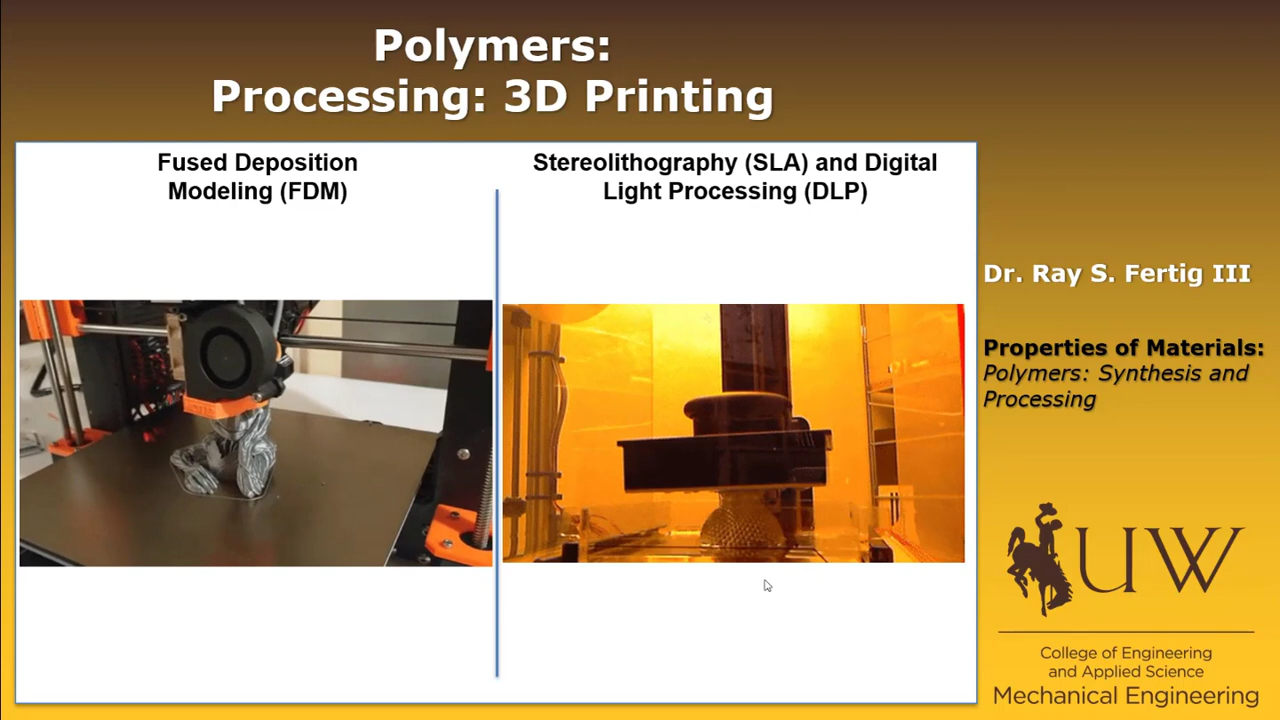 Polymers:
Processing: 3D Printing
Fused Deposition
Modeling (FDM)
Stereolithography (SLA) and Digital
Light Processing (DLP)
Dr. Ray S. Fertig III
Properties of Materials:
Polymers: Synthesis and
Processing
UW
College of Engineering
and Applied Science
Mechanical Engineering